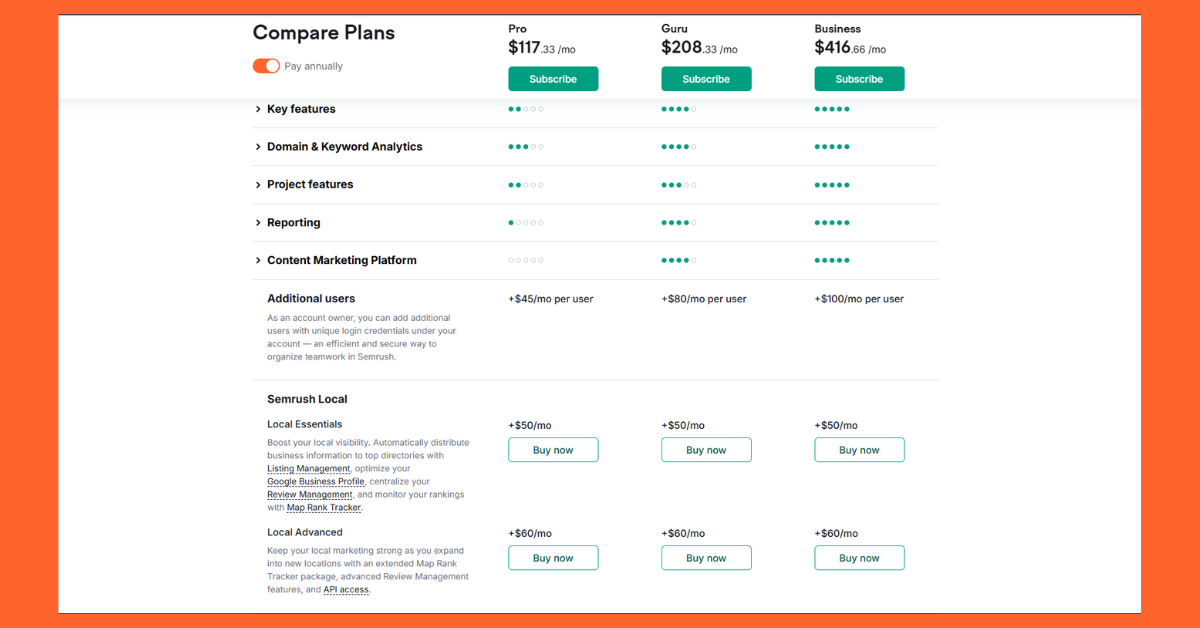 Compare Plans
Pay annually
Pro
$117.33 /mo
Subscribe
Guru
$208.33 /mo
Subscribe
Business
$416.66 /mo
Subscribe
Key features
Domain & Keyword Analytics
Project features
Reporting
Content Marketing Platform
Additional users
+$45/mo per user
+$80/mo per user
+$100/mo per user
As an account owner, you can add additional
users with unique login credentials under your
account — an efficient and secure way to
organize teamwork in Semrush.
Semrush Local
Local Essentials
+$50/mo
+$50/mo
+$50/mo
Boost your local visibility. Automatically distribute
business information to top directories with
Listing Management, optimize your
Google Business Profile, centralize your
Review Management, and monitor your rankings
with Map Rank Tracker.
Buy now
Buy now
Buy now
Local Advanced
+$60/mo
+$60/mo
+$60/mo
Keep your local marketing strong as you expand
into new locations with an extended Map Rank
Tracker package, advanced Review Management
features, and API access.
Buy now
Buy now
Buy now